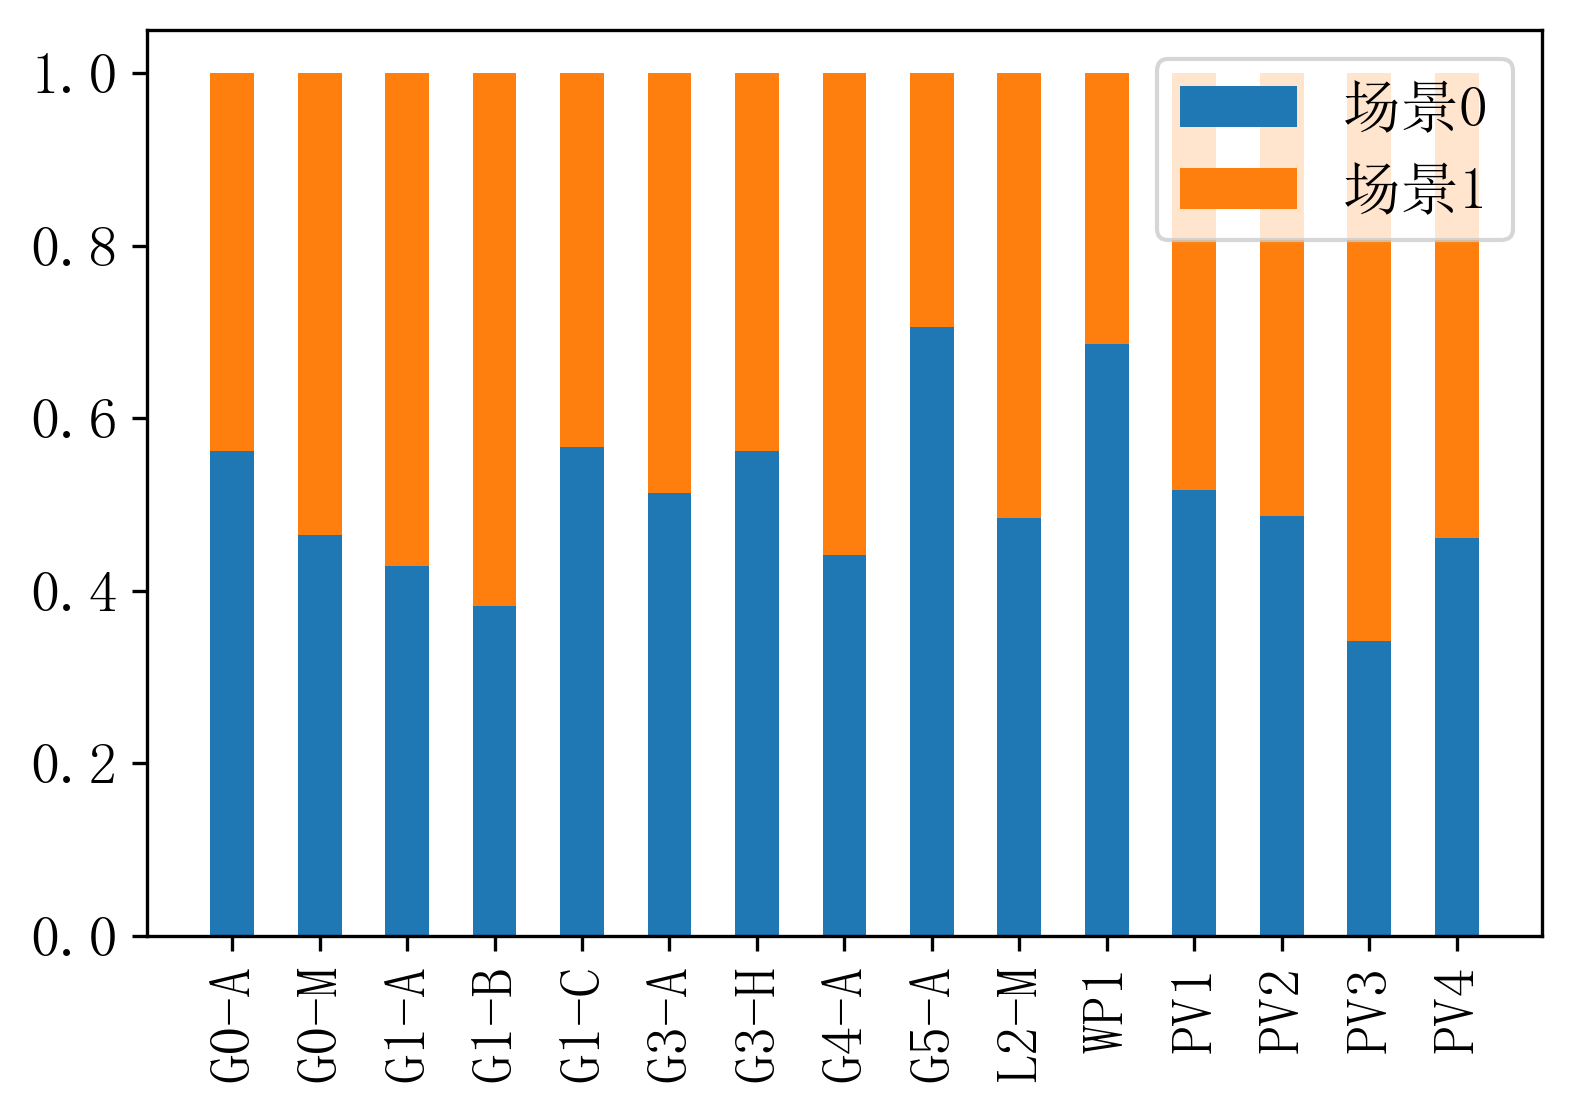 1.0
0.8
0.6
0.4
0.2
0.0
场景0
场景1
G0-A
G0-M
G1-A
G1-B
G1-C
G3-A
G3-H
G4-A
G5-A
L2-M
WP1
PV1
PV2
PV3
PV4